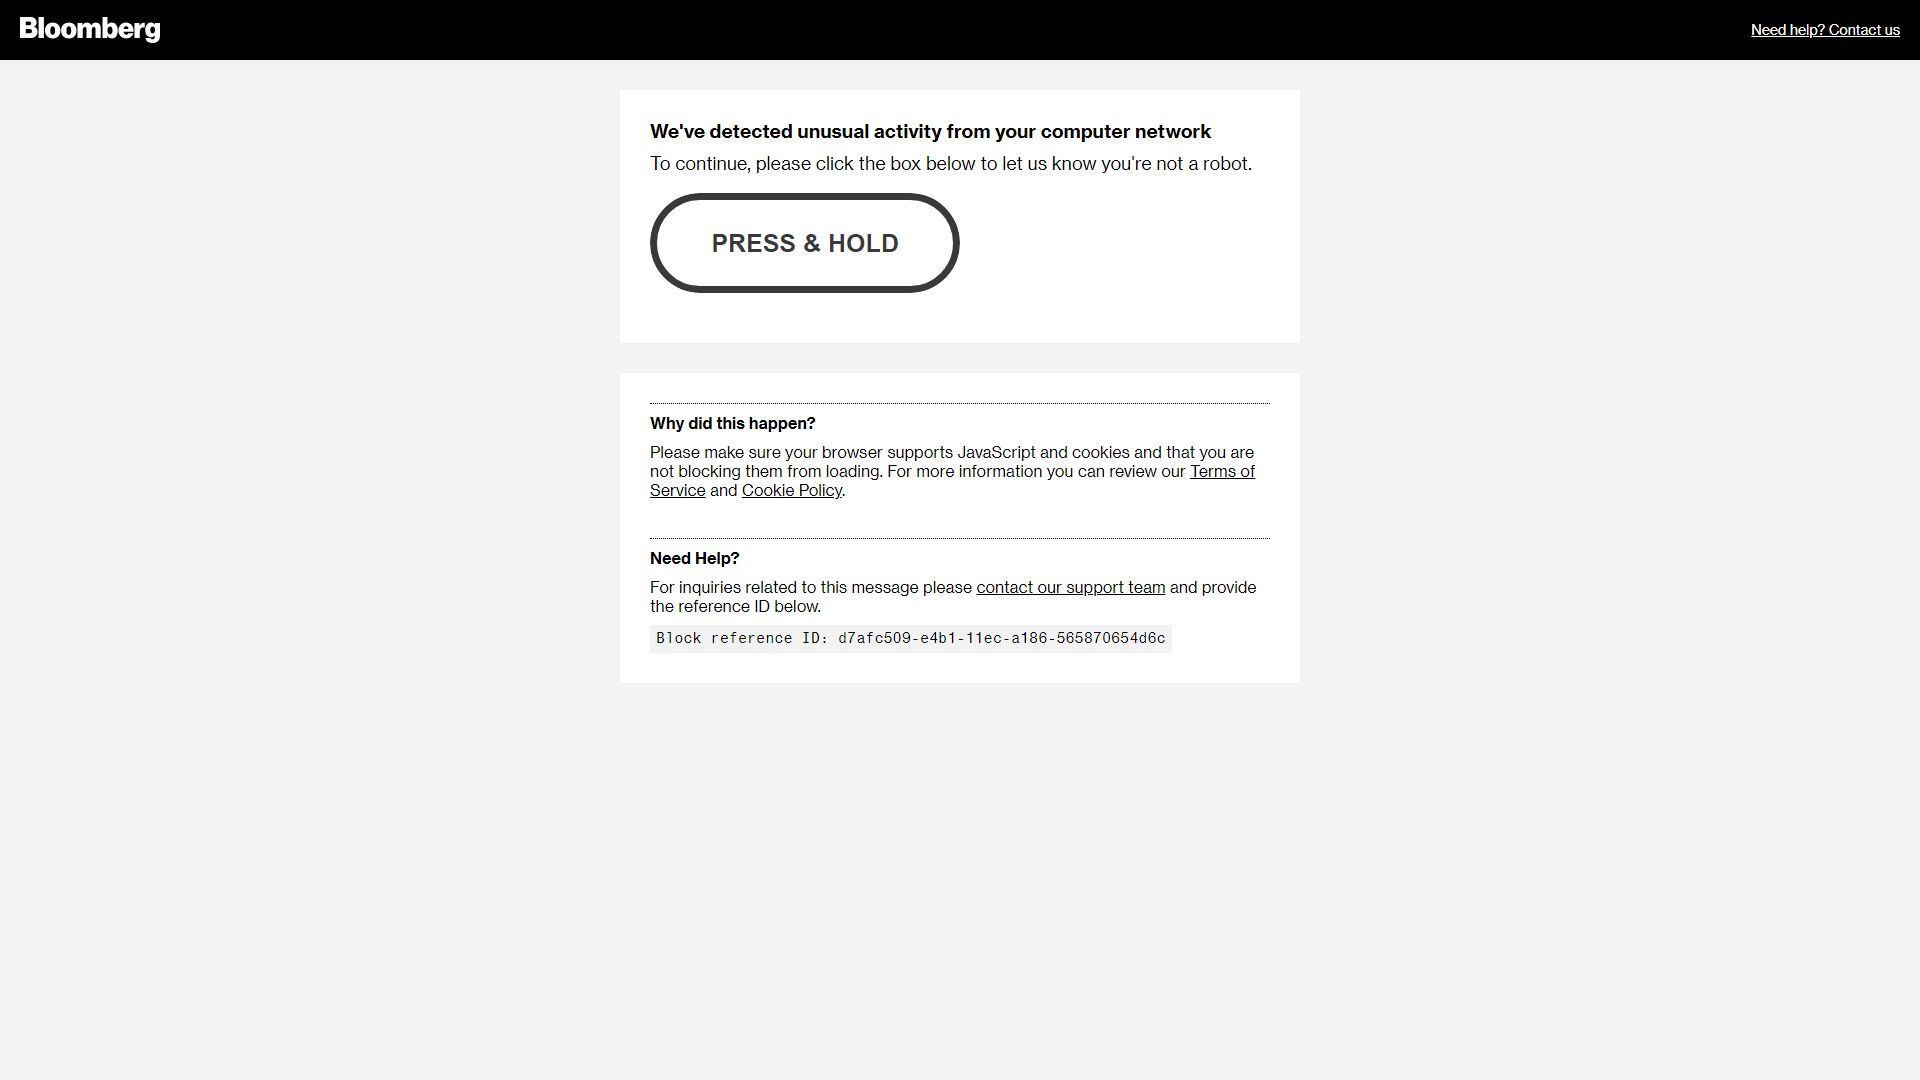 Bloomberg
Need help? Contact us
We've detected unusual activity from your computer network
To continue, please click the box below to let us know you're not a robot.
PRESS & HOLD
Why did this happen?
Please make sure your browser supports JavaScript and cookies and that you are
not blocking them from loading. For more information you can review our Terms of
Service and Cookie Policy.
Need Help?
For inquiries related to this message please contact our support team and provide
the reference ID below.
Block reference ID: d7afc509-e4b1-11ec-a186-565870654d6c